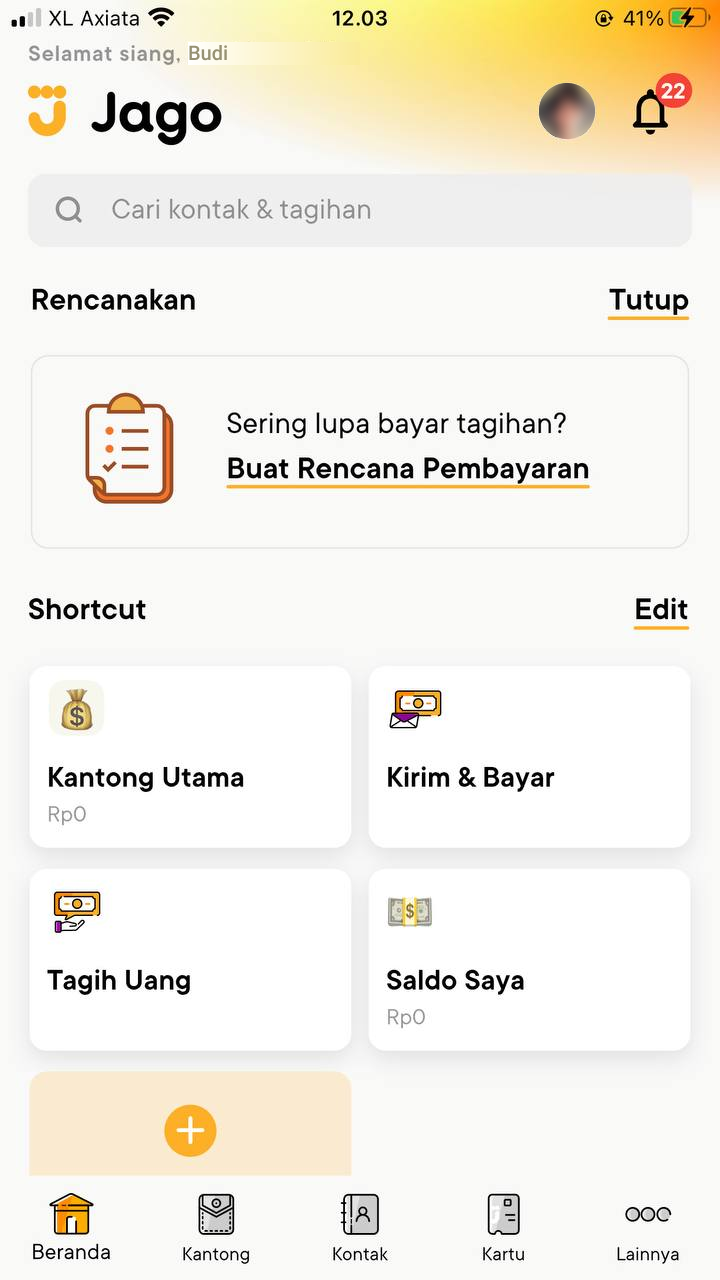 XL Axiata 12.03 41%
Selamat siang, Budi
Jago 22
Cari kontak & tagihan
Rencanakan Tutup
Sering lupa bayar tagihan?
Buat Rencana Pembayaran
Shortcut Edit
Kantong Utama Kirim & Bayar
Rp0
Tagih Uang Saldo Saya
Rp0
Beranda Kantong Kontak Kartu Lainnya